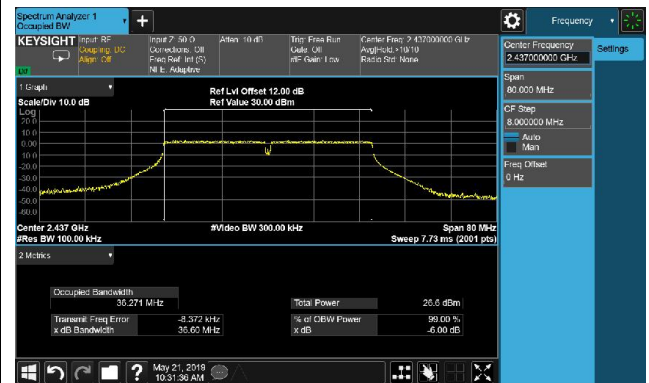 Spectrum Analyzer 1
Occupied BW
+
Frequency
KEYSIGHT
Input: RF
Coupling: DC
Align: Off
Input Z: 50 Ω
Corrections: Off
Freq Ref: Int (S)
NFE: Adaptive
Atten: 10 dB
Trig: Free Run
Gate: Off
#IF Gain: Low
Center Freq: 2.437000000 GHz
Avg|Hold: >10/10
Radio Std: None
Center Frequency
2.437000000 GHz
Settings
Span
80.000 MHz
CF Step
8.000000 MHz
Auto
Man
Freq Offset
0 Hz
1 Graph
Scale/Div 10.0 dB
Ref Lvl Offset 12.00 dB
Ref Value 30.00 dBm
Log
20.0
10.0
0.00
-10.0
-20.0
-30.0
-40.0
-50.0
-60.0
Center 2.437 GHz
#Res BW 100.00 kHz
#Video BW 300.00 kHz
Span 80 MHz
Sweep 7.73 ms (2001 pts)
2 Metrics
Occupied Bandwidth
36.271 MHz
Total Power 26.6 dBm
Transmit Freq Error -8.372 kHz
% of OBW Power 99.00 %
x dB Bandwidth 36.60 MHz
x dB -6.00 dB
?
May 21, 2019
10:31:36 AM